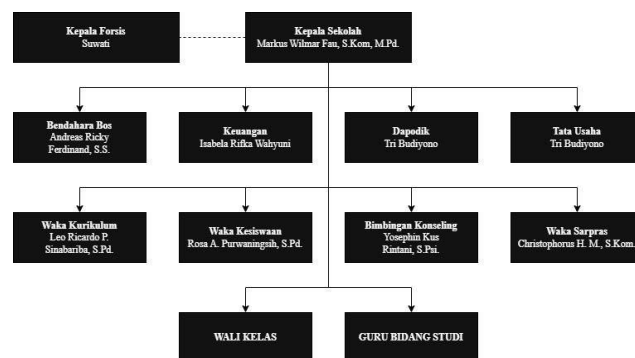 Kepala Forsis
Suwati
Kepala Sekolah
Markus Wilmar Fau, S.Kom, M.Pd.
Bendahara Bos
Andreas Ricky
Ferdinand, S.S.
Keuangan
Isabela Rifka Wahyuni
Dapodik
Tri Budiyono
Tata Usaha
Tri Budiyono
Waka Kurikulum
Leo Ricardo P.
Sinabariba, S.Pd.
Waka Kesiswaan
Rosa A. Purwaningsih, S.Pd.
Bimbingan Konseling
Yosephin Kus
Rintani, S.Psi.
Waka Sarpras
Christophorus H. M., S.Kom.
WALI KELAS
GURU BIDANG STUDI